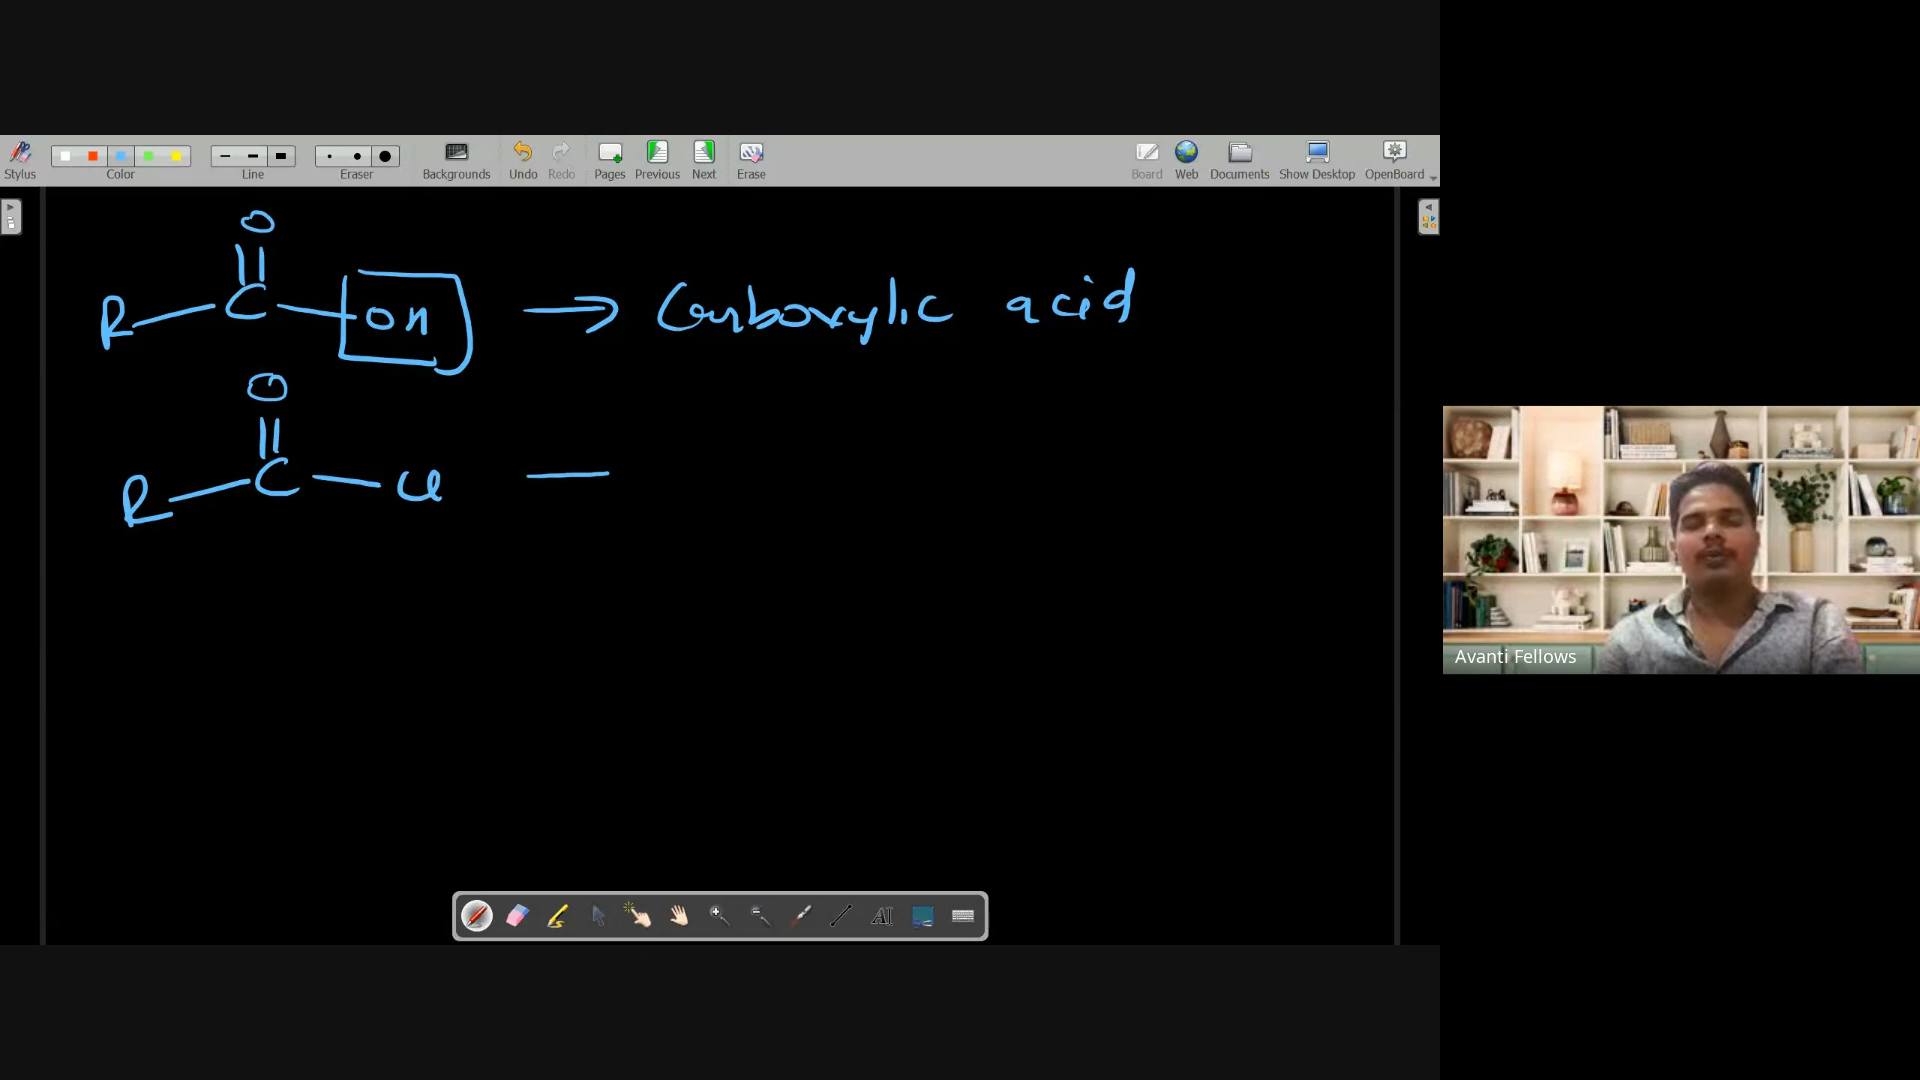 Stylus Color Line Eraser Backgrounds Undo Redo Pages Previous Next Erase Board Web Documents Show Desktop OpenBoard
O
R — C — OH → Carboxylic acid
O
R — C — Cl —
AI
Avanti Fellows